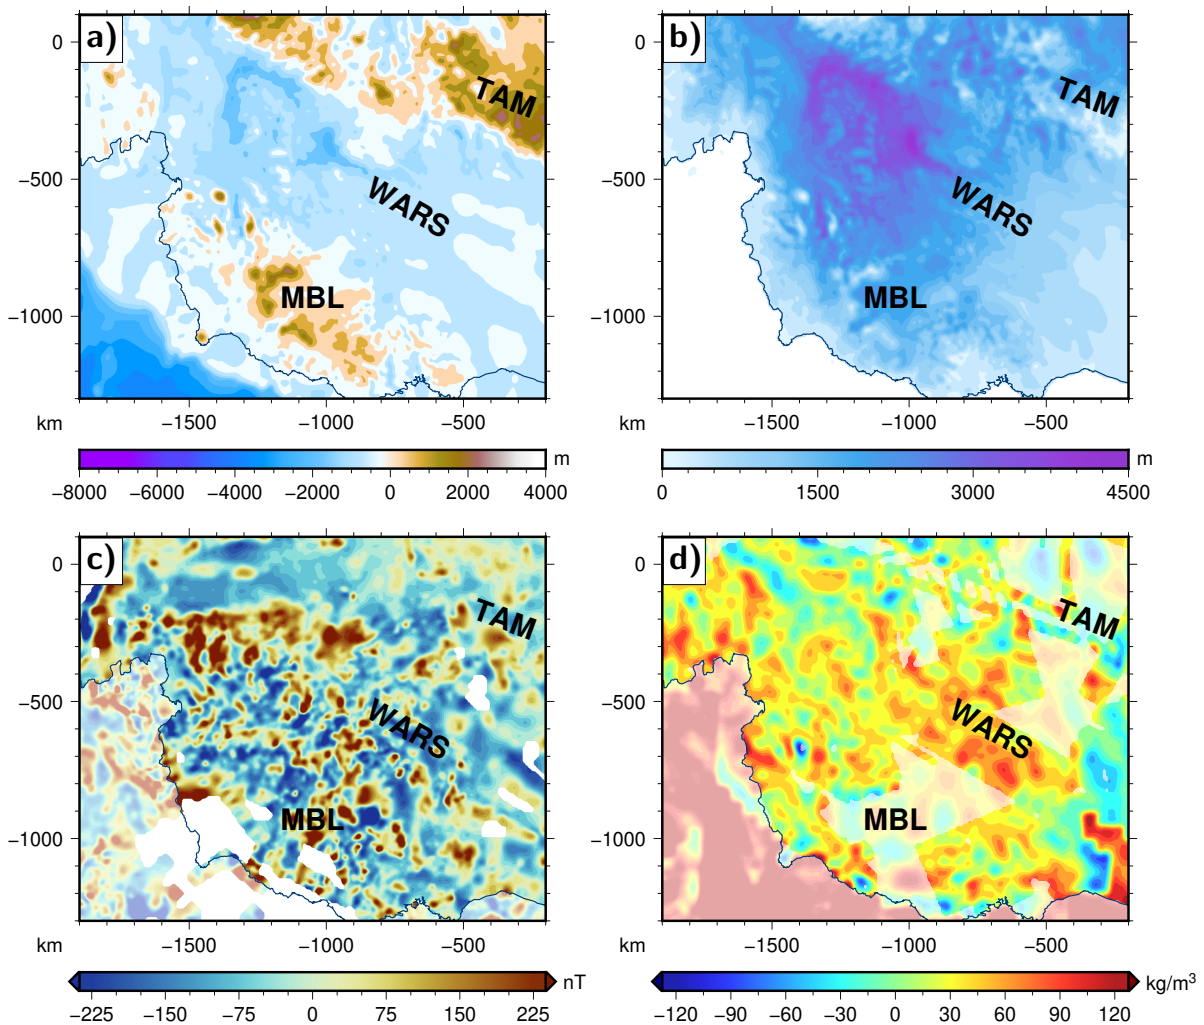 a)
0
−500
−1000
TAM
WARS
MBL
km
−1500
−1000
−500
−8000
−6000
−4000
−2000
0
2000
4000
m
b)
0
−500
−1000
TAM
WARS
MBL
km
−1500
−1000
−500
0
1500
3000
4500
m
c)
0
−500
−1000
TAM
WARS
MBL
km
−1500
−1000
−500
−225
−150
−75
0
75
150
225
nT
d)
0
−500
−1000
TAM
WARS
MBL
km
−1500
−1000
−500
−120
−90
−60
−30
0
30
60
90
120
kg/m³